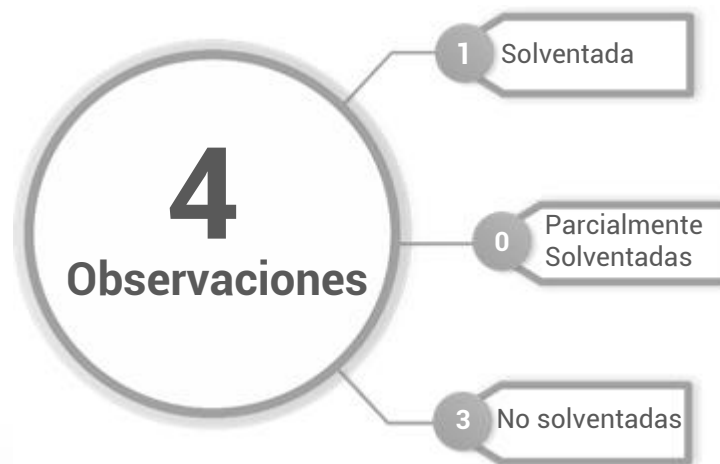 4
Observaciones
1
Solventada
0
Parcialmente
Solventadas
3
No solventadas